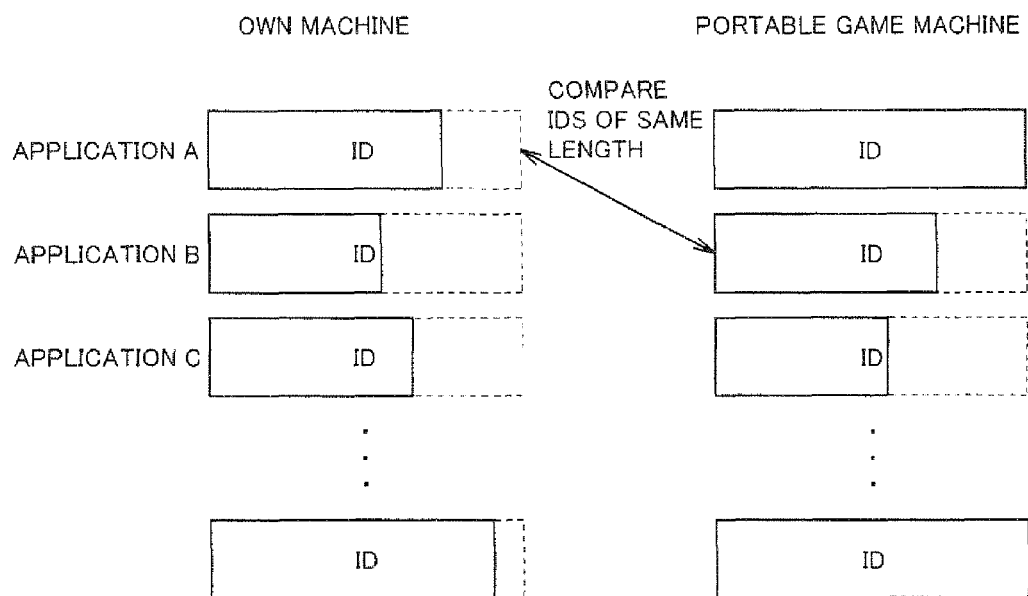 OWN MACHINE
PORTABLE GAME MACHINE
COMPARE
IDS OF SAME
LENGTH
APPLICATION A
ID
ID
APPLICATION B
ID
ID
APPLICATION C
ID
ID
ID
ID